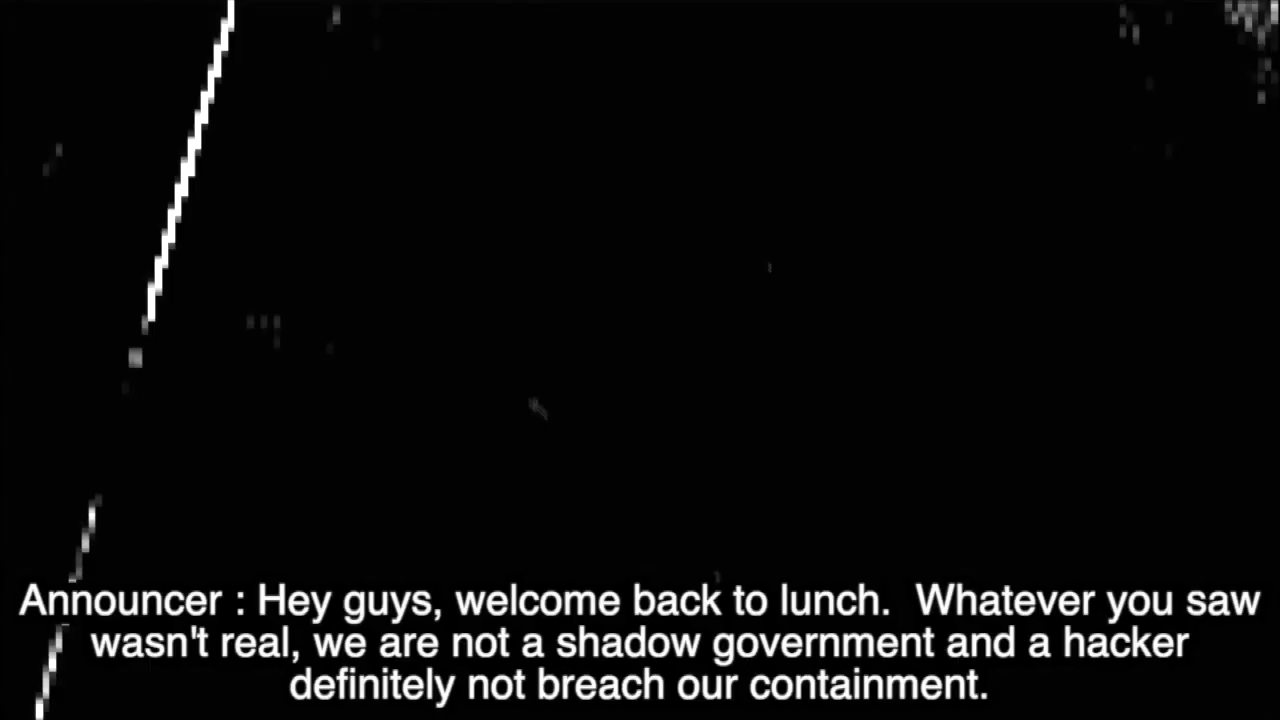 Announcer : Hey guys, welcome back to lunch.  Whatever you saw
wasn't real, we are not a shadow government and a hacker
definitely not breach our containment.